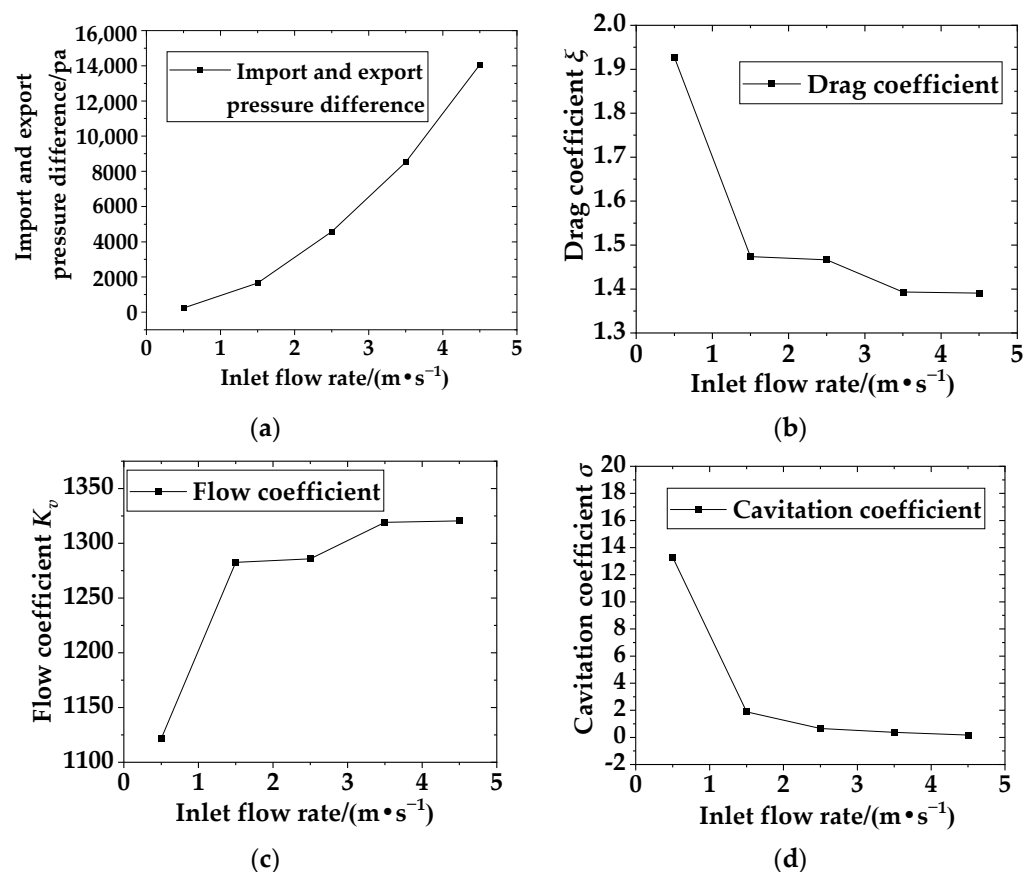 16,000
14,000
12,000
10,000
8000
6000
4000
2000
0
Import and export
pressure difference/pa
Import and export
pressure difference
0 1 2 3 4 5
Inlet flow rate/(m•s⁻¹)
(a)
2.0
1.9
1.8
1.7
1.6
1.5
1.4
1.3
Drag coefficient ξ
Drag coefficient
0 1 2 3 4 5
Inlet flow rate/(m•s⁻¹)
(b)
1350
1300
1250
1200
1150
1100
Flow coefficient Kᵥ
Flow coefficient
0 1 2 3 4 5
Inlet flow rate/(m•s⁻¹)
(c)
20
18
16
14
12
10
8
6
4
2
0
-2
Cavitation coefficient σ
Cavitation coefficient
0 1 2 3 4 5
Inlet flow rate/(m•s⁻¹)
(d)